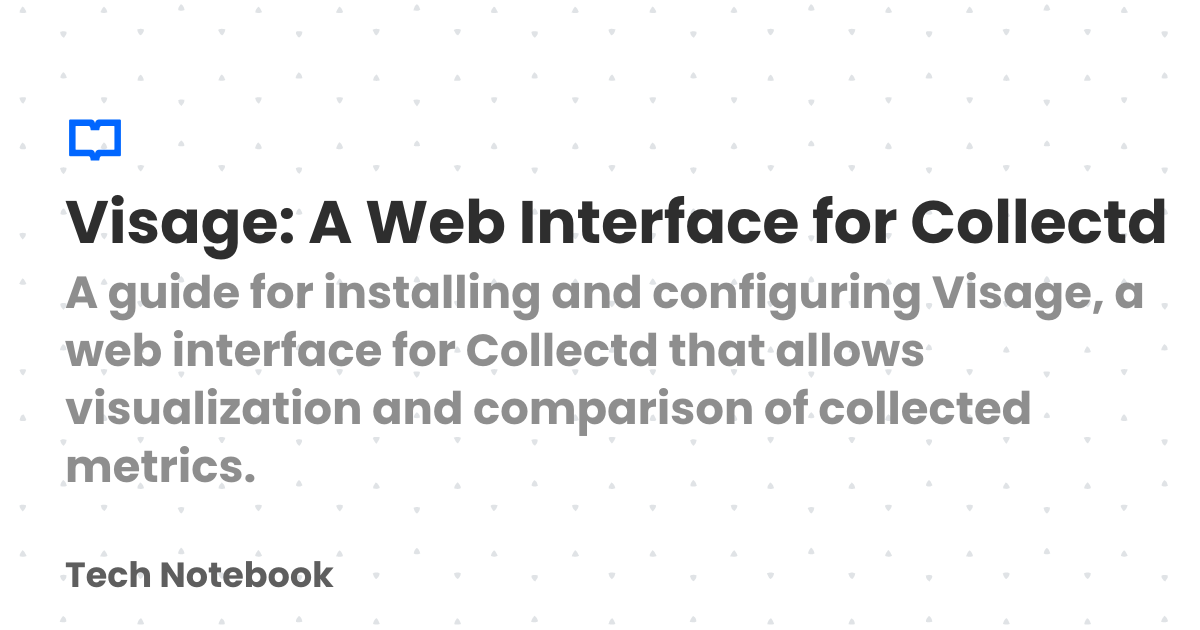 Visage: A Web Interface for Collectd
A guide for installing and configuring Visage, a
web interface for Collectd that allows
visualization and comparison of collected
metrics.
Tech Notebook